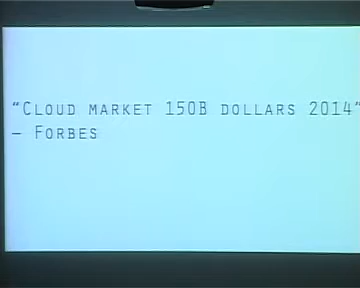 “Cloud market 150B dollars 2014“
– Forbes